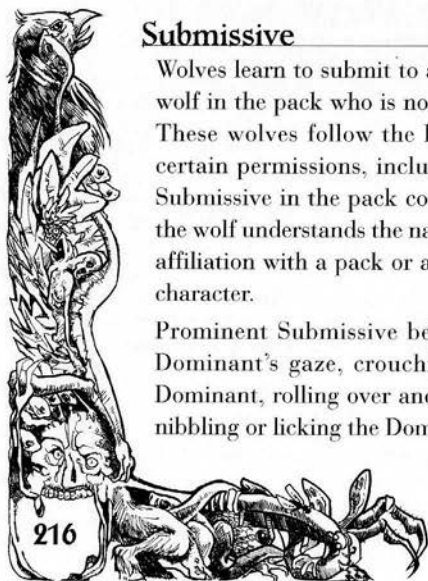 Submissive
Wolves learn to submit to
wolf in the pack who is no
These wolves follow the
certain permissions, inclu
Submissive in the pack co
the wolf understands the na
affiliation with a pack or a
character.
Prominent Submissive be
Dominant's gaze, crouch
Dominant, rolling over and
nibbling or licking the Dom
216